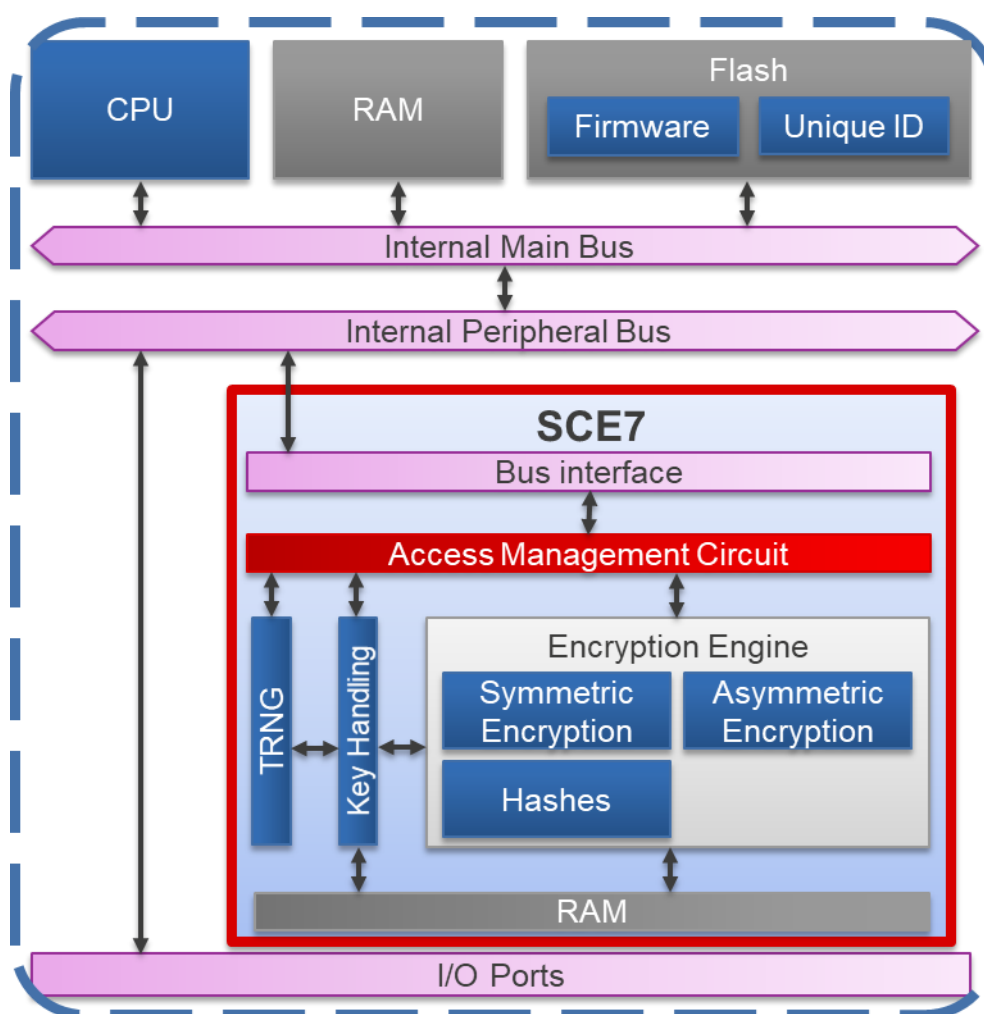 CPU
RAM
Flash
Firmware
Unique ID
Internal Main Bus
Internal Peripheral Bus
SCE7
Bus interface
Access Management Circuit
TRNG
Key Handling
Encryption Engine
Symmetric
Encryption
Asymmetric
Encryption
Hashes
RAM
I/O Ports